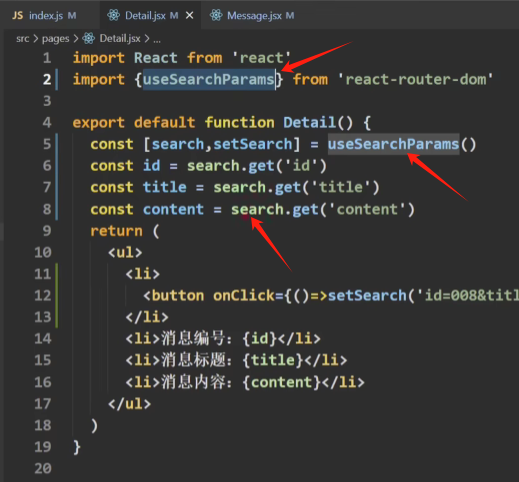 JS index.js Detail.jsx × Message.jsx
src > pages > Detail.jsx > ...
1 import React from 'react'
2 import {useSearchParams} from 'react-router-dom'
3
4 export default function Detail() {
5 const [search,setSearch] = useSearchParams()
6 const id = search.get('id')
7 const title = search.get('title')
8 const content = search.get('content')
9 return (
10 <ul>
11 <li>
12 <button onClick={()=>setSearch('id=008&titl
13 </li>
14 <li>消息编号：{id}</li>
15 <li>消息标题：{title}</li>
16 <li>消息内容：{content}</li>
17 </ul>
18 )
19 }
20